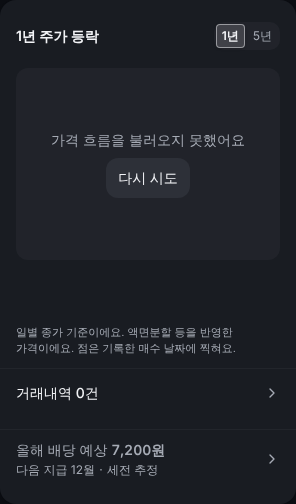 1년 주가 등락
1년 5년
가격 흐름을 불러오지 못했어요
다시 시도
일별 종가 기준이에요. 액면분할 등을 반영한
가격이에요. 점은 기록한 매수 날짜에 찍혀요.
거래내역 0건
올해 배당 예상 7,200원
다음 지급 12월 · 세전 추정